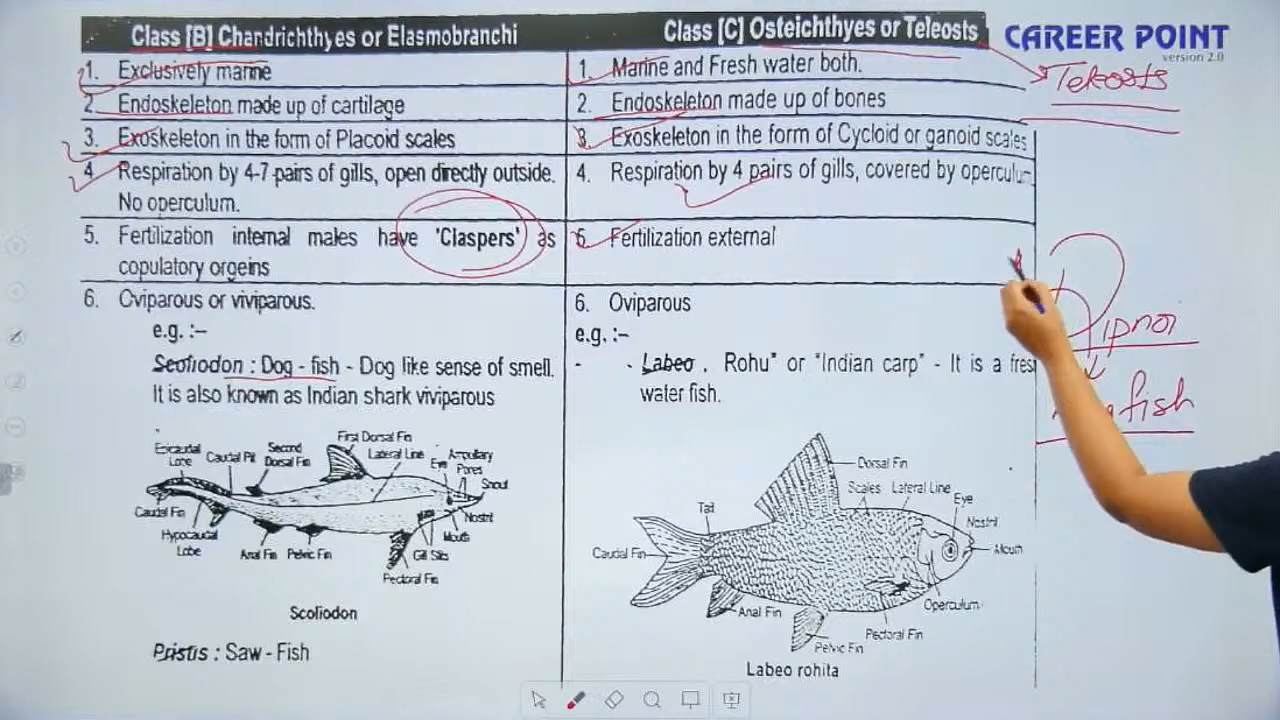 Class [B] Chandrichthyes or Elasmobranchi
1. Exclusively marine
2. Endoskeleton made up of cartilage
3. Exoskeleton in the form of Placoid scales
4. Respiration by 4-7 pairs of gills, open directly outside.
No operculum.
5. Fertilization internal males have 'Claspers' as
copulatory orgeins
6. Oviparous or viviparous.
e.g. :–
Scoliodon : Dog - fish - Dog like sense of smell.
It is also known as Indian shark viviparous
Epicaudal
Lobe
Caudal Pit
Second
Dorsal Fin
First Dorsal Fin
Lateral Line
Eye
Ampullary
Pores
Snout
Nostril
Mouth
Gill Slits
Pectoral Fin
Pelvic Fin
Anal Fin
Hypocaudal
Lobe
Caudal Fin
Scoliodon
Pristis : Saw - Fish
Class [C] Osteichthyes or Teleosts
1. Marine and Fresh water both.
2. Endoskeleton made up of bones
3. Exoskeleton in the form of Cycloid or ganoid scales
4. Respiration by 4 pairs of gills, covered by operculum
5. Fertilization external
6. Oviparous
e.g. :–
- Labeo . Rohu" or "Indian carp" - It is a fres
water fish.
Dorsal Fin
Scales
Lateral Line
Eye
Nostril
Mouth
Operculum
Pectoral Fin
Pelvic Fin
Anal Fin
Caudal Fin
Tail
Labeo rohita
CAREER POINT
version 2.0
Teleosts
Dipnoi
fish